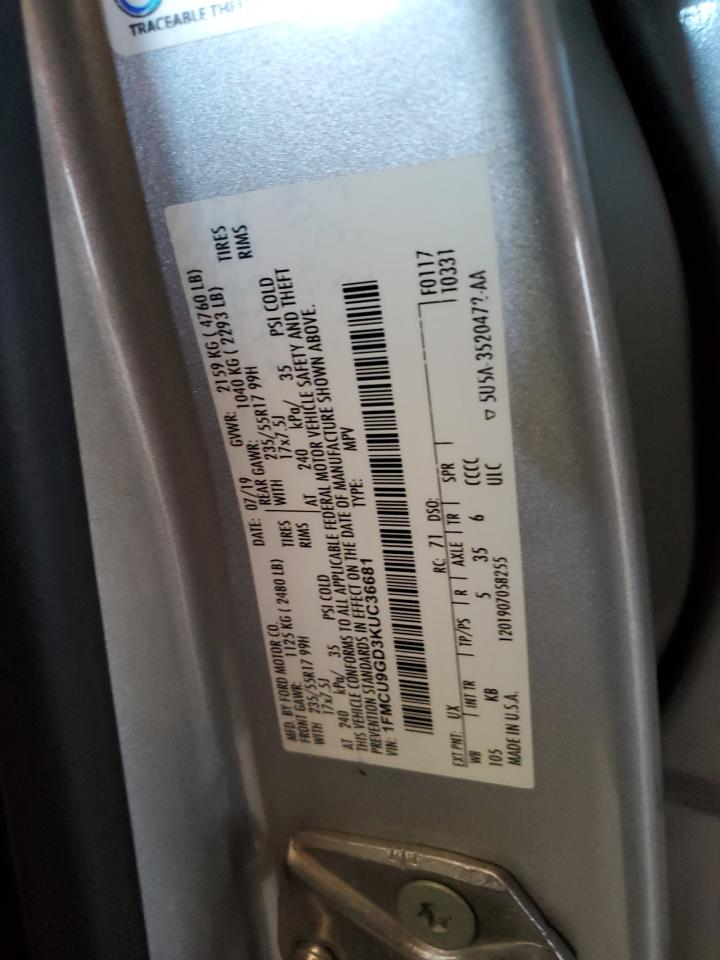 TRACEABLE
MFD. BY FORD MOTOR CO. DATE: 07/19 GVWR: 2159 KG ( 4760 LB)
FRONT GAWR: 1125 KG ( 2480 LB) REAR GAWR: 1040 KG ( 2293 LB)
WITH 235/55R17 99H TIRES WITH 235/55R17 99H TIRES
17x7.5J RIMS 17x7.5J RIMS
AT 240 kPa/ 35 PSI COLD AT 240 kPa/ 35 PSI COLD
THIS VEHICLE CONFORMS TO ALL APPLICABLE FEDERAL MOTOR VEHICLE SAFETY AND THEFT
PREVENTION STANDARDS IN EFFECT ON THE DATE OF MANUFACTURE SHOWN ABOVE.
VIN: 1FMCU9GD3KUC36681 TYPE: MPV
EXT PNT: UX RC: 71 DSO: F0117
WB INT TR TP/PS R AXLE TR SPR 10331
105 KB 5 35 6 CCCC
MADE IN U.S.A. 1201907058255 ULC